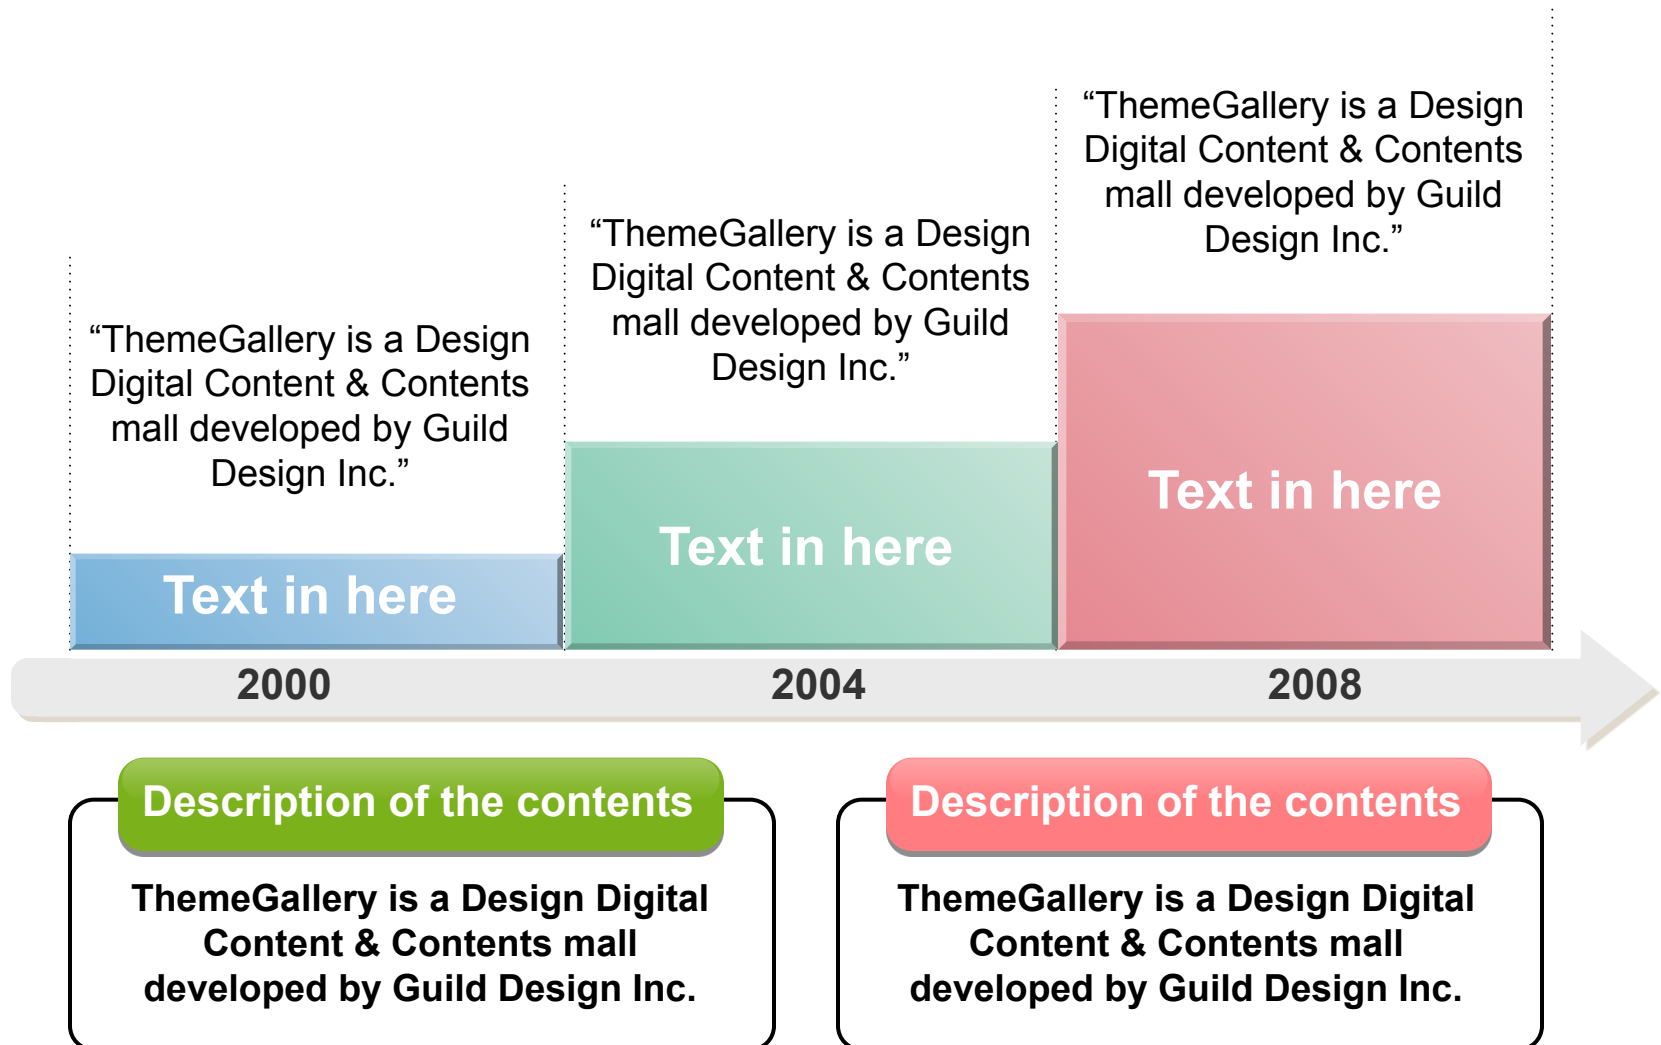 “ThemeGallery is a Design
Digital Content & Contents
mall developed by Guild
Design Inc.”
“ThemeGallery is a Design
Digital Content & Contents
mall developed by Guild
Design Inc.”
“ThemeGallery is a Design
Digital Content & Contents
mall developed by Guild
Design Inc.”
Text in here
Text in here
Text in here
2000
2004
2008
Description of the contents
ThemeGallery is a Design Digital
Content & Contents mall
developed by Guild Design Inc.
Description of the contents
ThemeGallery is a Design Digital
Content & Contents mall
developed by Guild Design Inc.